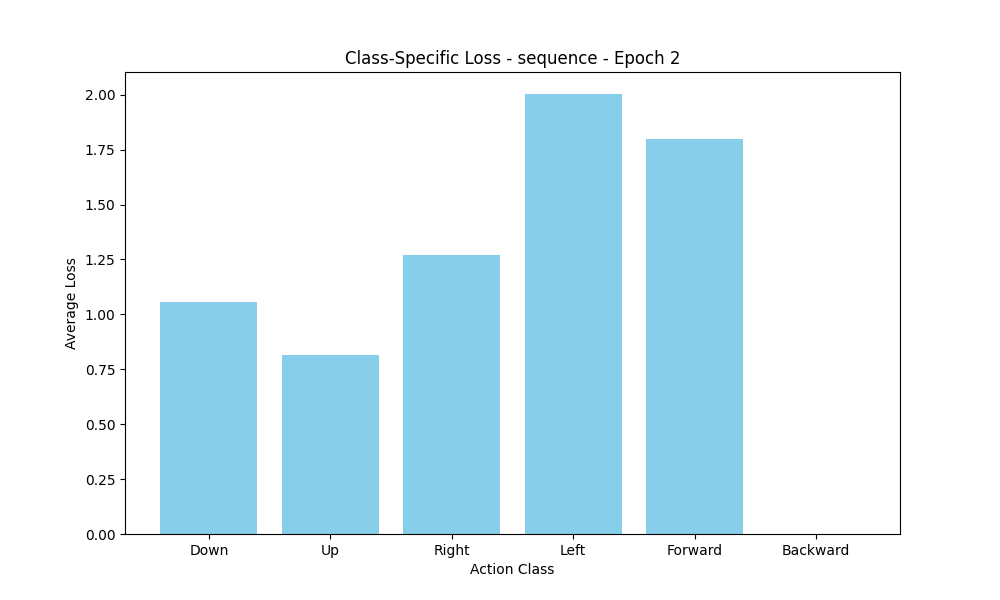 Class-Specific Loss - sequence - Epoch 2
Average Loss
2.00
1.75
1.50
1.25
1.00
0.75
0.50
0.25
0.00
Down Up Right Left Forward Backward
Action Class